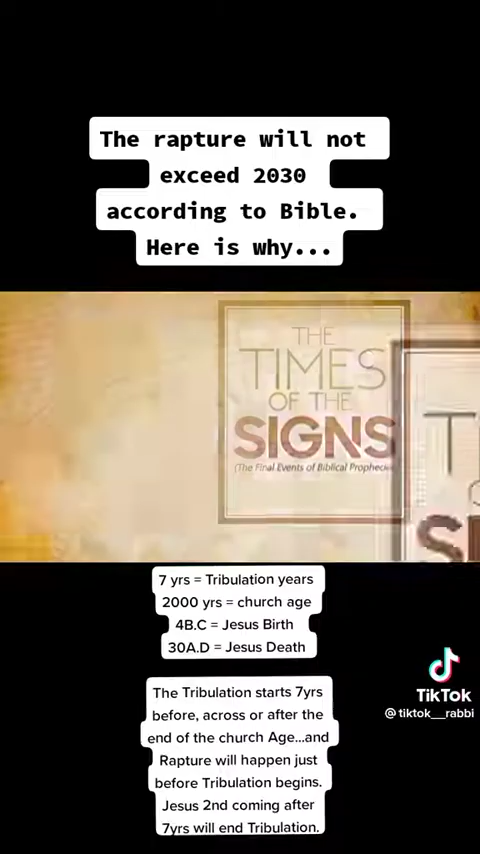 The rapture will not
exceed 2030
according to Bible.
Here is why...
THE
TIMES
OF THE
SIGNS
(The Final Events of Biblical Prophecies
7 yrs = Tribulation years
2000 yrs = church age
4B.C = Jesus Birth
30A.D = Jesus Death
The Tribulation starts 7yrs
before, across or after the
end of the church Age...and
Rapture will happen just
before Tribulation begins.
Jesus 2nd coming after
7yrs will end Tribulation.
TikTok
@tiktok__rabbi